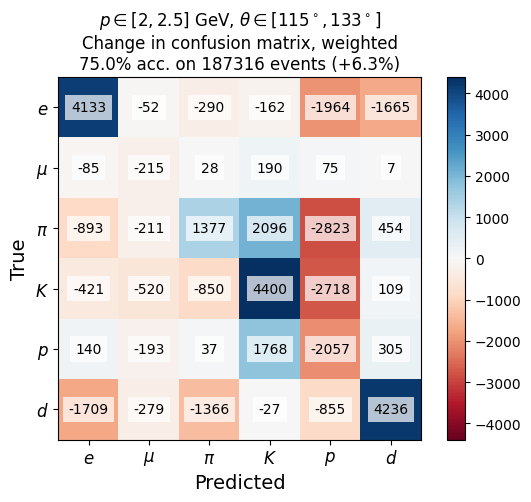 p ∈ [2, 2.5] GeV, θ ∈ [115°, 133°]
Change in confusion matrix, weighted
75.0% acc. on 187316 events (+6.3%)
e 4133 -52 -290 -162 -1964 -1665
μ -85 -215 28 190 75 7
π -893 -211 1377 2096 -2823 454
K -421 -520 -850 4400 -2718 109
p 140 -193 37 1768 -2057 305
d -1709 -279 -1366 -27 -855 4236
e μ π K p d
True
Predicted
4000
3000
2000
1000
0
−1000
−2000
−3000
−4000